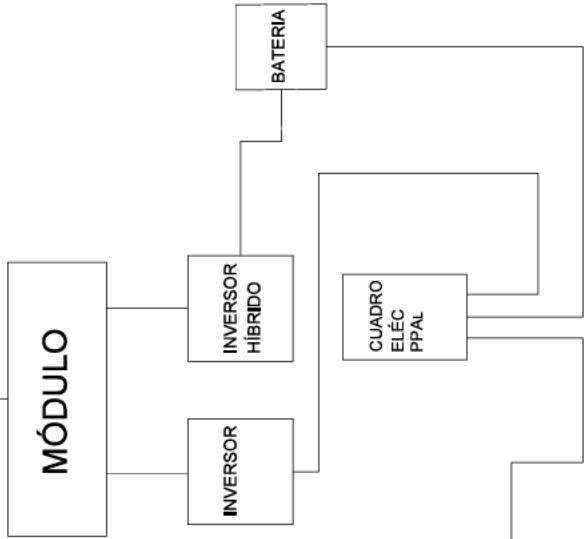 MÓDULO
INVERSOR
INVERSOR
HÍBRIDO
BATERIA
CUADRO
ELÉC
PPAL